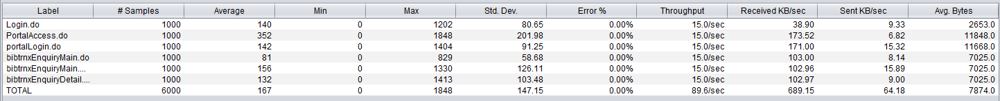 Label # Samples Average Min Max Std. Dev. Error % Throughput Received KB/sec Sent KB/sec Avg. Bytes
Login.do 1000 140 0 1202 80.65 0.00% 15.0/sec 38.90 9.33 2653.0
PortalAccess.do 1000 352 0 1848 201.98 0.00% 15.0/sec 173.52 6.82 11848.0
portalLogin.do 1000 142 0 1404 91.25 0.00% 15.0/sec 171.00 15.32 11668.0
bibtrnxEnquiryMain.do 1000 81 0 829 58.68 0.00% 15.0/sec 103.00 8.14 7025.0
bibtrnxEnquiryMain.... 1000 156 0 1330 126.11 0.00% 15.0/sec 102.96 15.89 7025.0
bibtrnxEnquiryDetail.... 1000 132 0 1413 103.48 0.00% 15.0/sec 102.97 9.00 7025.0
TOTAL 6000 167 0 1848 147.15 0.00% 89.6/sec 689.15 64.18 7874.0